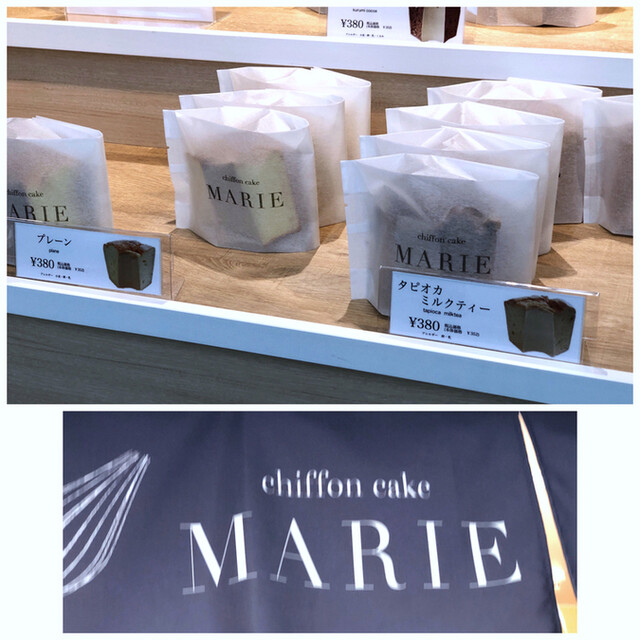 ¥380
chiffon cake
MARIE
MARIE
プレーン
plain
¥380
chiffon cake
MARIE
タピオカ
ミルクティー
tapioca milktea
¥380
chiffon cake
MARIE